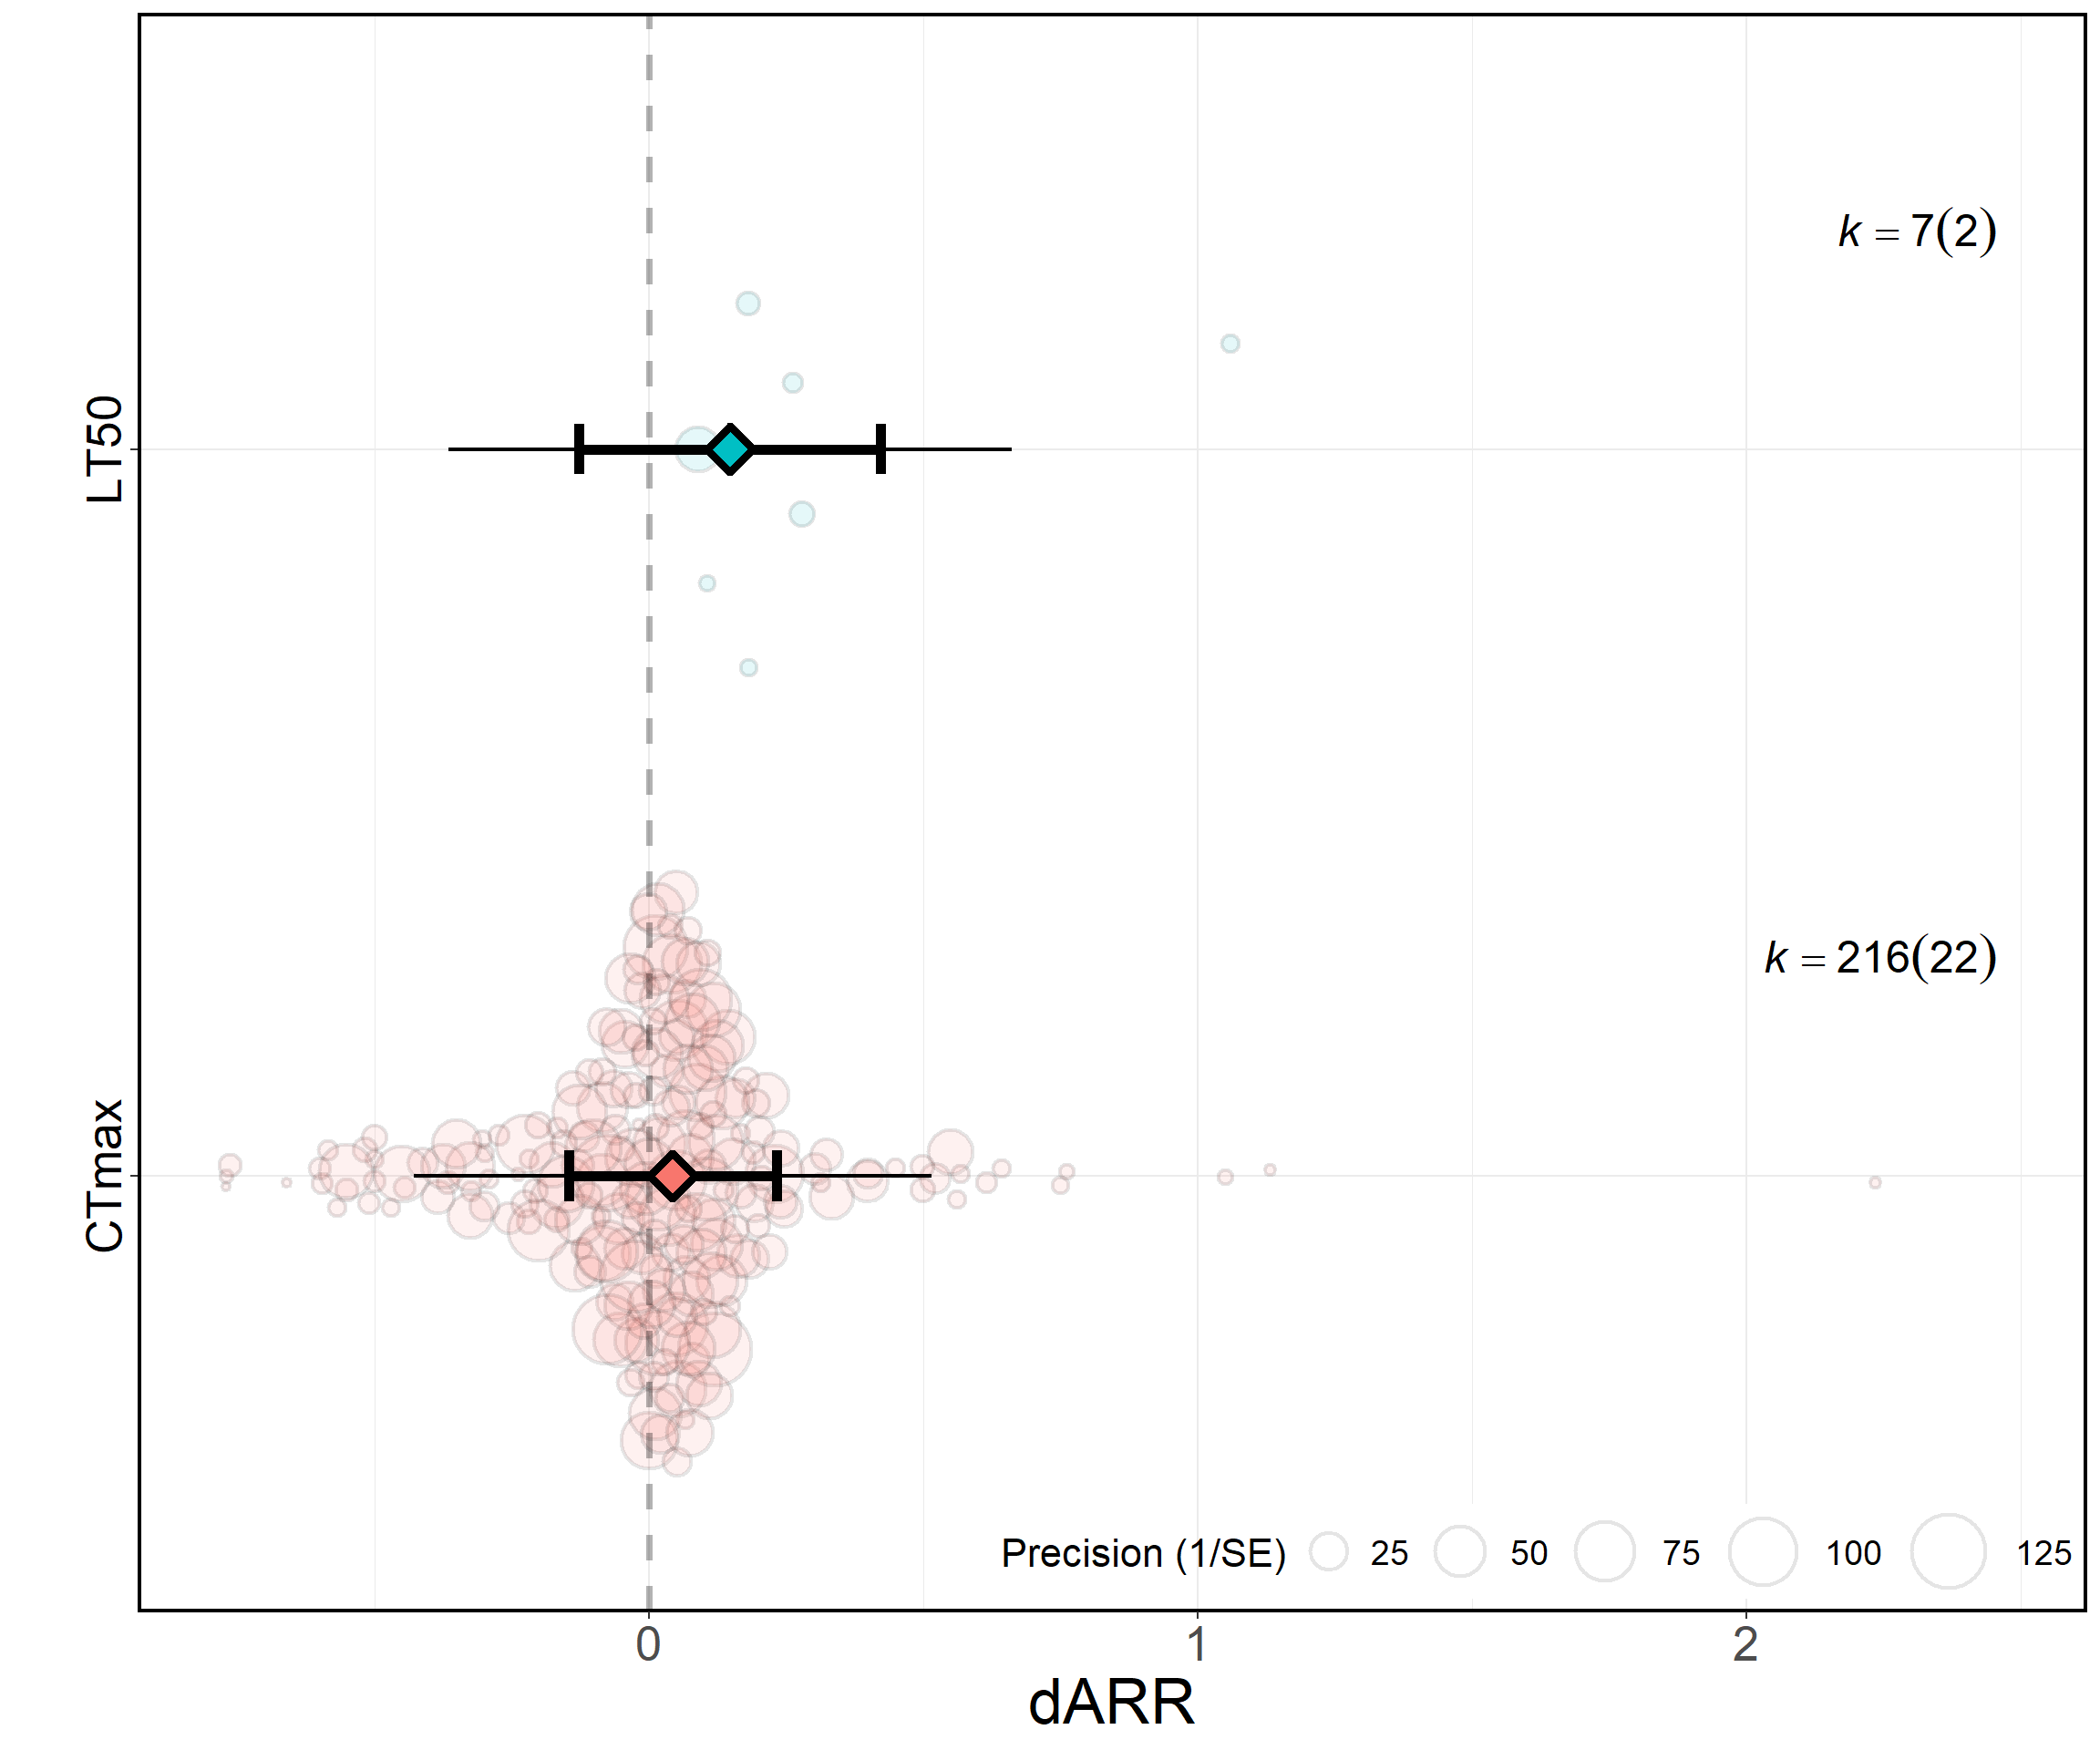 LT50
k = 7(2)
k = 216(22)
CTmax
Precision (1/SE) 25 50 75 100 125
0 1 2
dARR